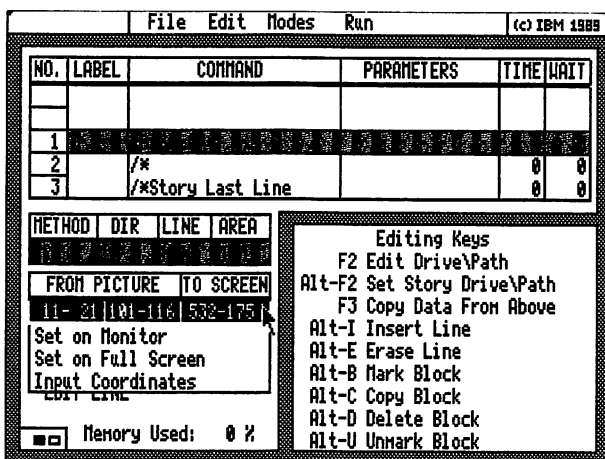 File Edit Modes Run (c) IBM 1989
NO. LABEL COMMAND PARAMETERS TIME WAIT
1
2 /* 0 0
3 /*Story Last Line 0 0
METHOD DIR LINE AREA
FROM PICTURE TO SCREEN
11- 21 101-116 532-175
Set on Monitor
Set on Full Screen
Input Coordinates
EDIT LINE
Memory Used: 0 %
Editing Keys
F2 Edit Drive\Path
Alt-F2 Set Story Drive\Path
F3 Copy Data From Above
Alt-I Insert Line
Alt-E Erase Line
Alt-B Mark Block
Alt-C Copy Block
Alt-D Delete Block
Alt-U Unmark Block